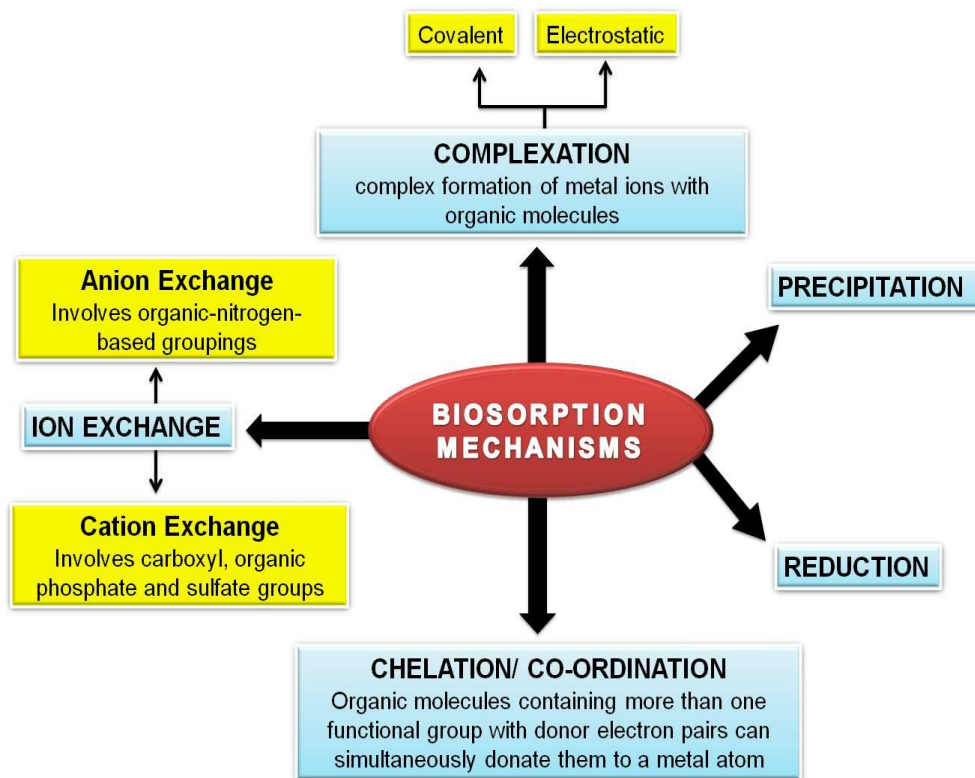 Covalent
Electrostatic
COMPLEXATION
complex formation of metal ions with
organic molecules
Anion Exchange
Involves organic-nitrogen-
based groupings
PRECIPITATION
ION EXCHANGE
BIOSORPTION
MECHANISMS
Cation Exchange
Involves carboxyl, organic
phosphate and sulfate groups
REDUCTION
CHELATION/ CO-ORDINATION
Organic molecules containing more than one
functional group with donor electron pairs can
simultaneously donate them to a metal atom